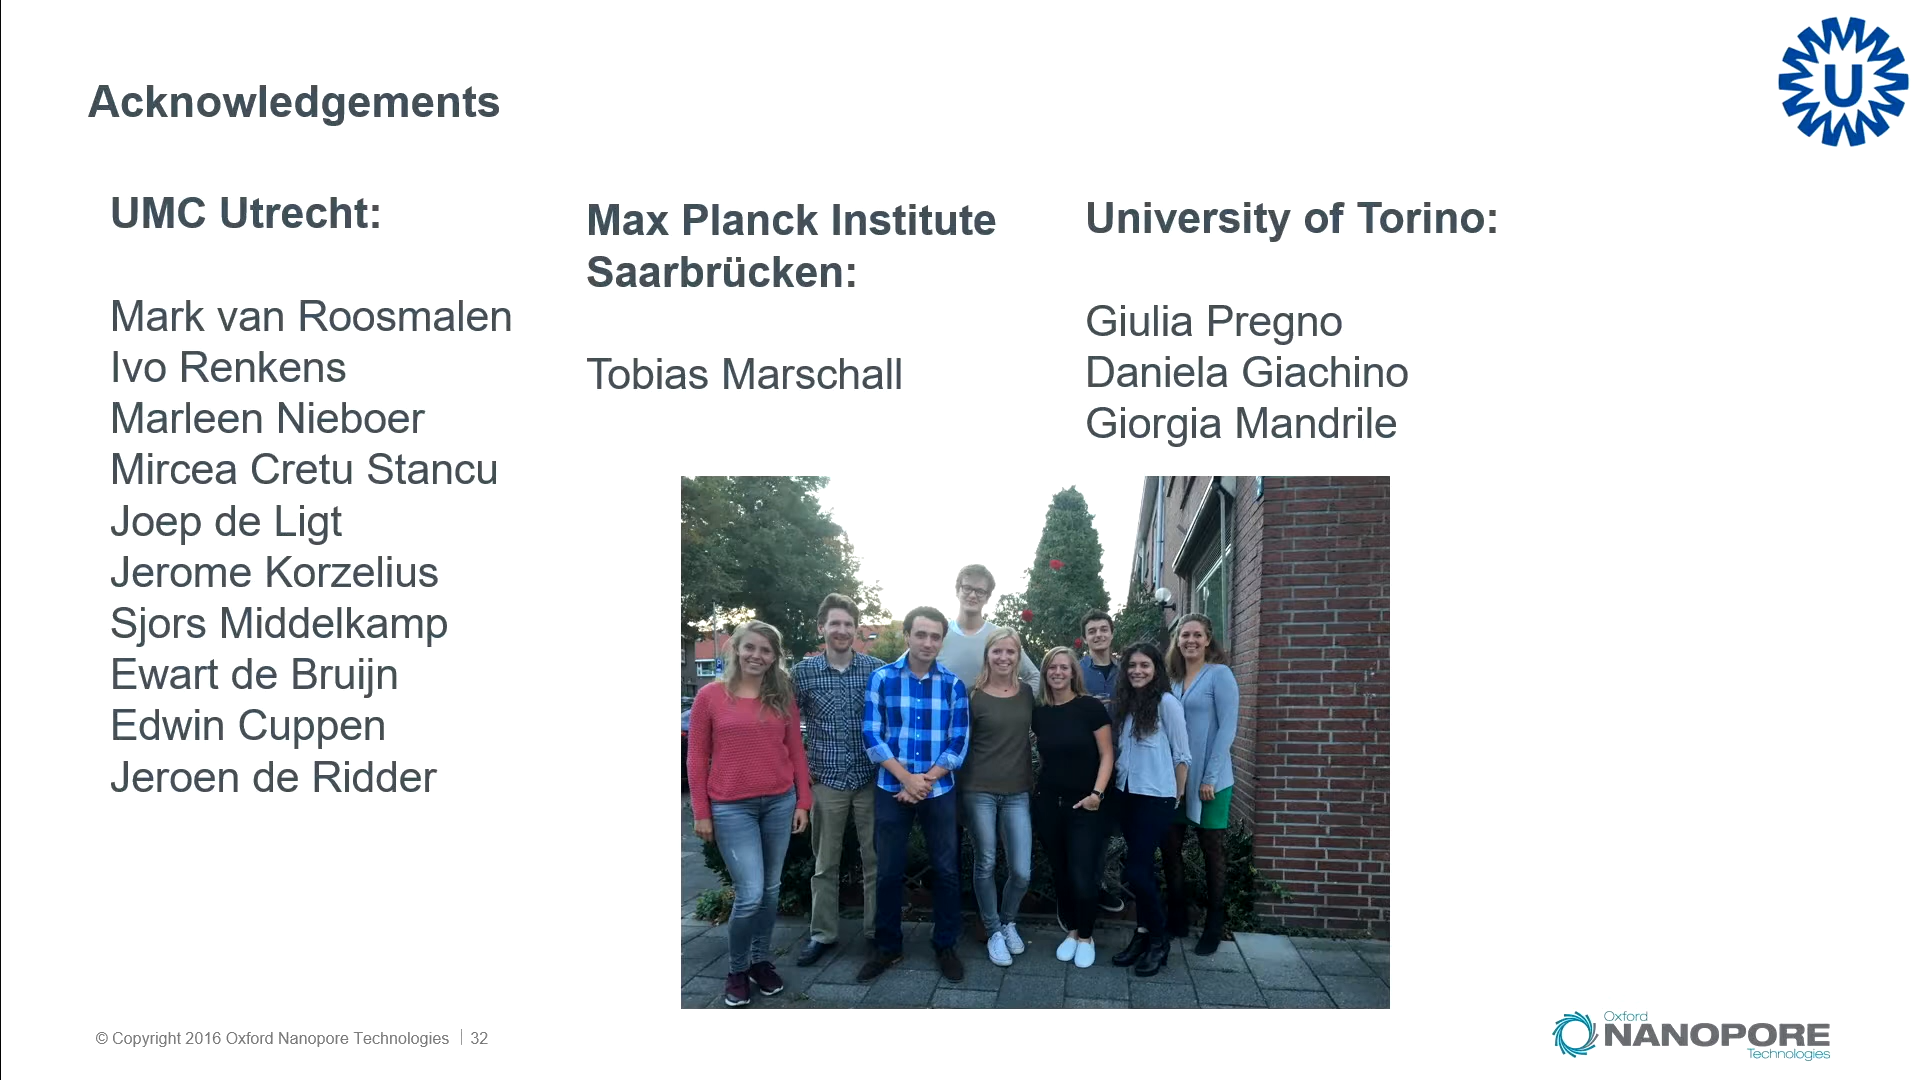 Acknowledgements
U
UMC Utrecht:
Mark van Roosmalen
Ivo Renkens
Marleen Nieboer
Mircea Cretu Stancu
Joep de Ligt
Jerome Korzelius
Sjors Middelkamp
Ewart de Bruijn
Edwin Cuppen
Jeroen de Ridder
Max Planck Institute
Saarbrücken:
Tobias Marschall
University of Torino:
Giulia Pregno
Daniela Giachino
Giorgia Mandrile
© Copyright 2016 Oxford Nanopore Technologies | 32
Oxford
NANOPORE
Technologies